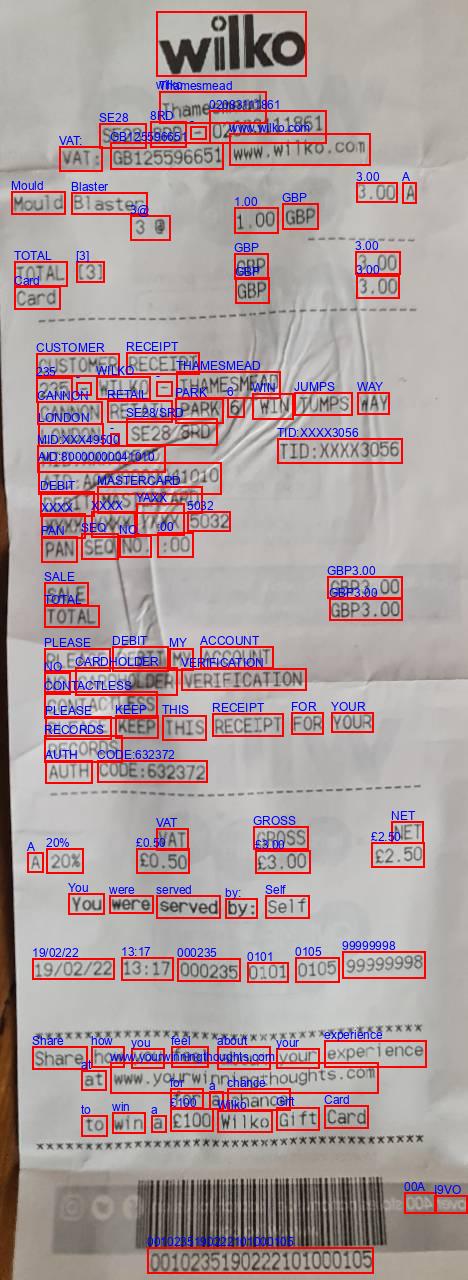 wilko
Thamesmead
SE28 8RD - 02083111861
VAT: GB125596651 www.wilko.com
Mould Blaster 3.00 A
3 @ 1.00 GBP
TOTAL [3] GBP 3.00
Card GBP 3.00
CUSTOMER RECEIPT
235 - WILKO - THAMESMEAD
CANNON RETAIL PARK 6 WIN JUMPS WAY
LONDON - SE28/8RD
MID:XXX49500 TID:XXXX3056
AID:A0000000041010
DEBIT MASTERCARD
XXXX XXXX XXXX 5032
PAN SEQ NO. :00
SALE GBP3.00
TOTAL GBP3.00
PLEASE DEBIT MY ACCOUNT
NO CARDHOLDER VERIFICATION
CONTACTLESS
PLEASE KEEP THIS RECEIPT FOR YOUR
RECORDS
AUTH CODE:632372
VAT GROSS NET
A 20% £0.50 £3.00 £2.50
You were served by: Self
19/02/22 13:17 000235 0101 0105 99999998
Share how you feel about your experience
at www.yourwinningthoughts.com
for a chance
to win a £100 Wilko Gift Card
0010235190222101000105